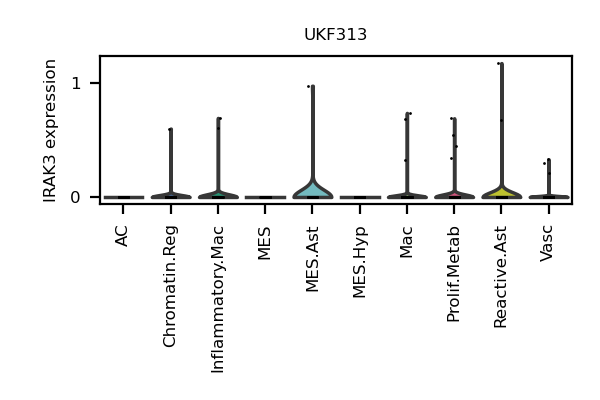 UKF313
IRAK3 expression
1
0
AC
Chromatin.Reg
Inflammatory.Mac
MES
MES.Ast
MES.Hyp
Mac
Prolif.Metab
Reactive.Ast
Vasc